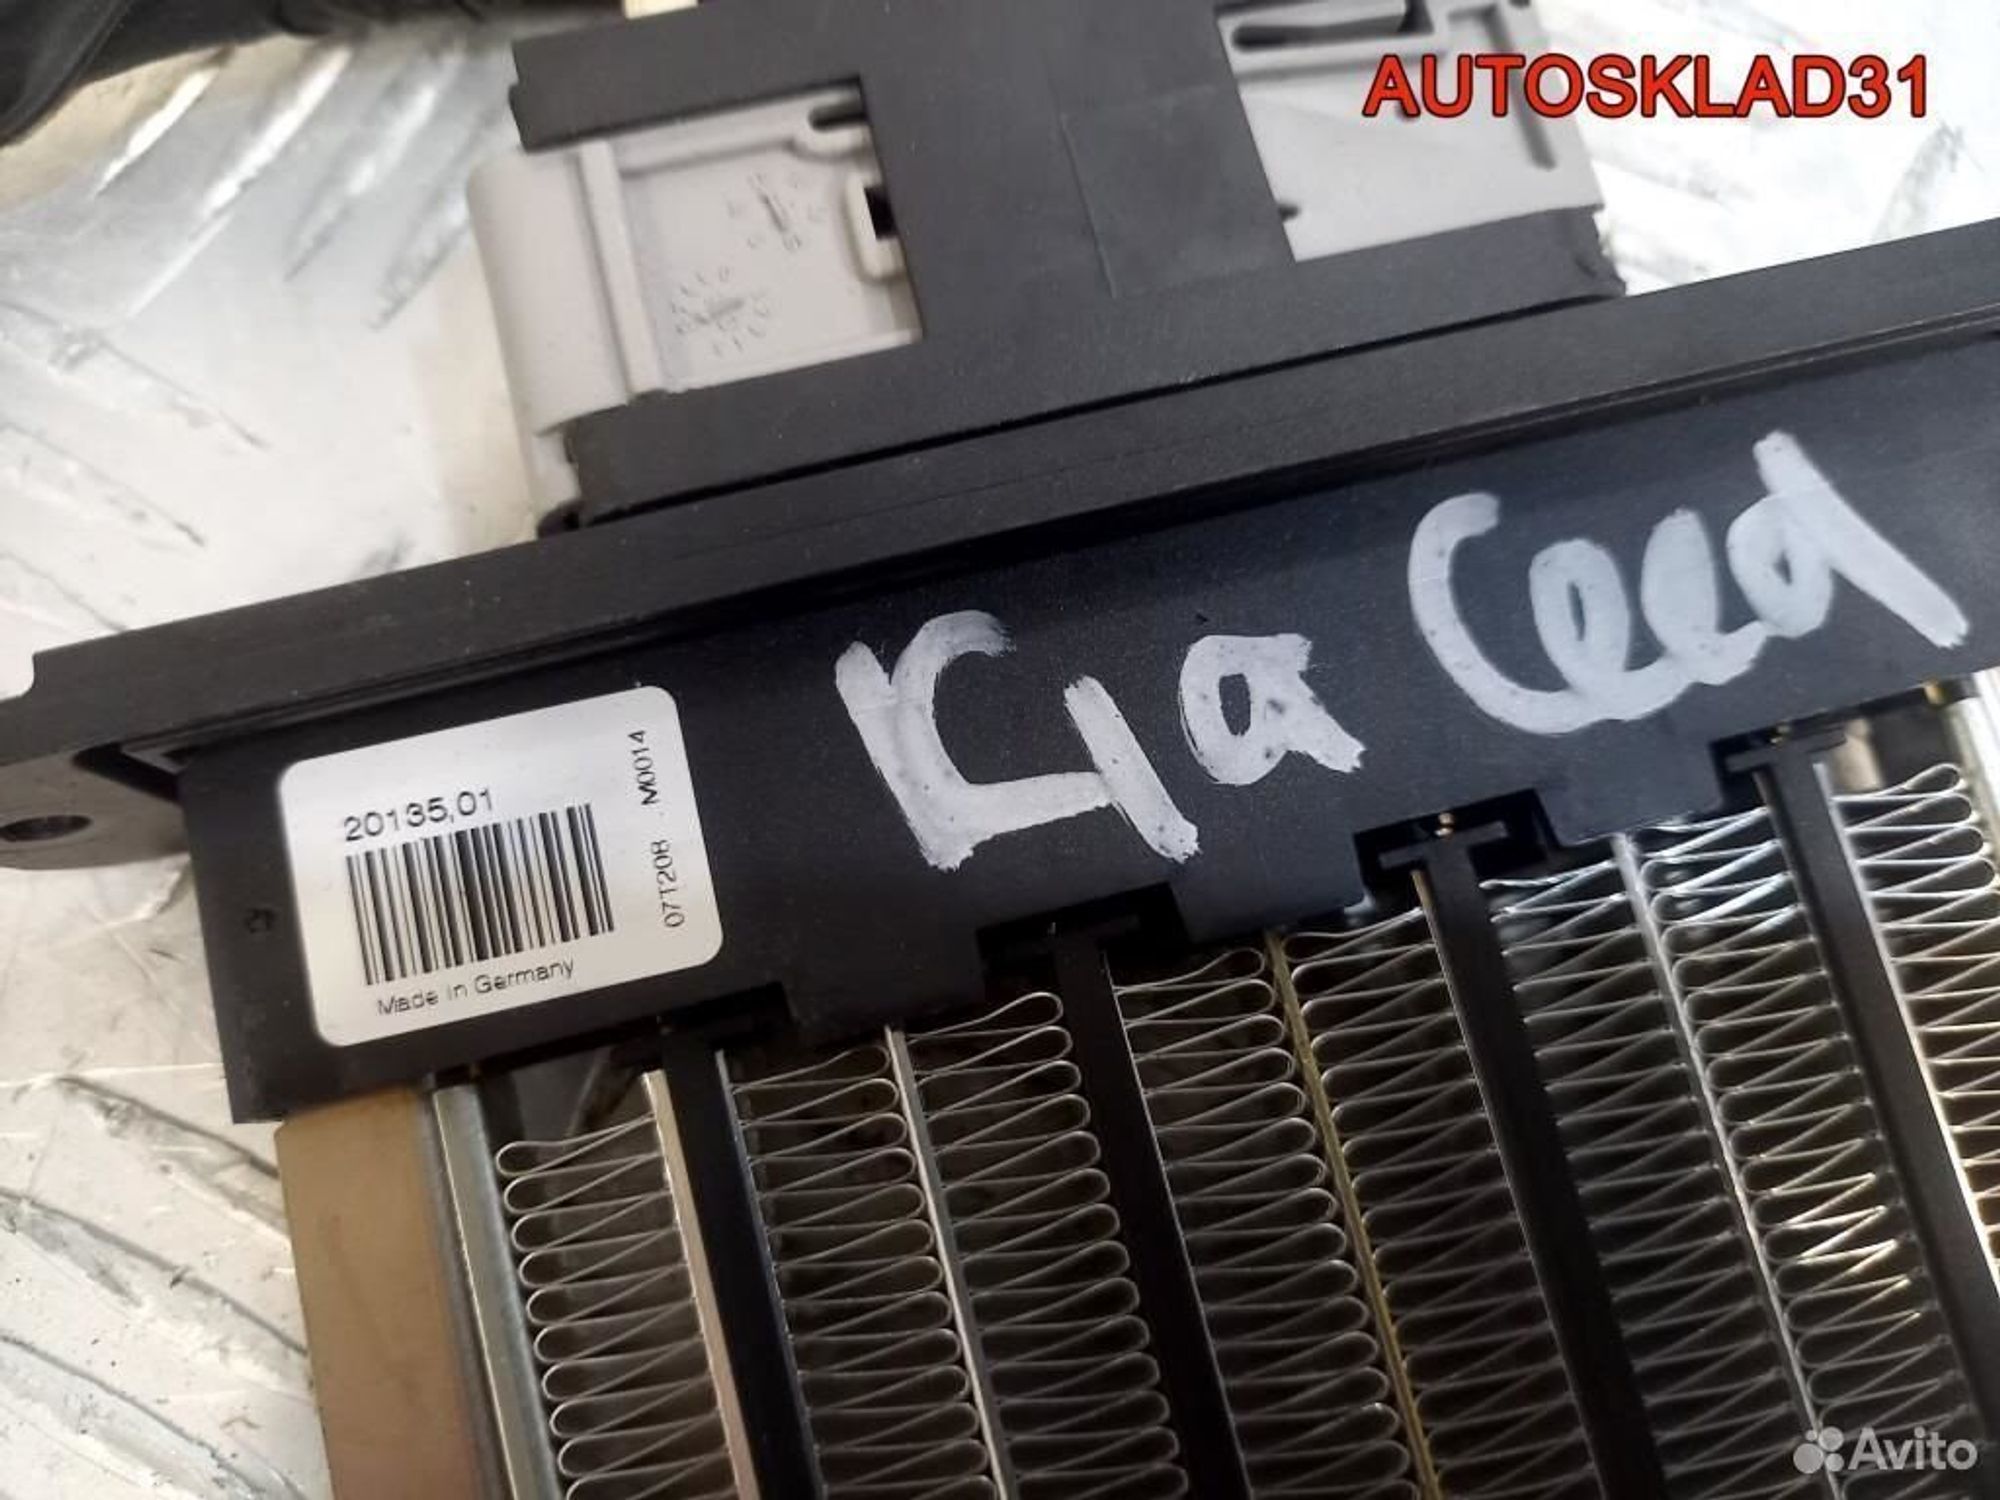 AUTOSKLAD31
Kia Ceed
20135,01
Made in Germany
07T208 M0014
Avito